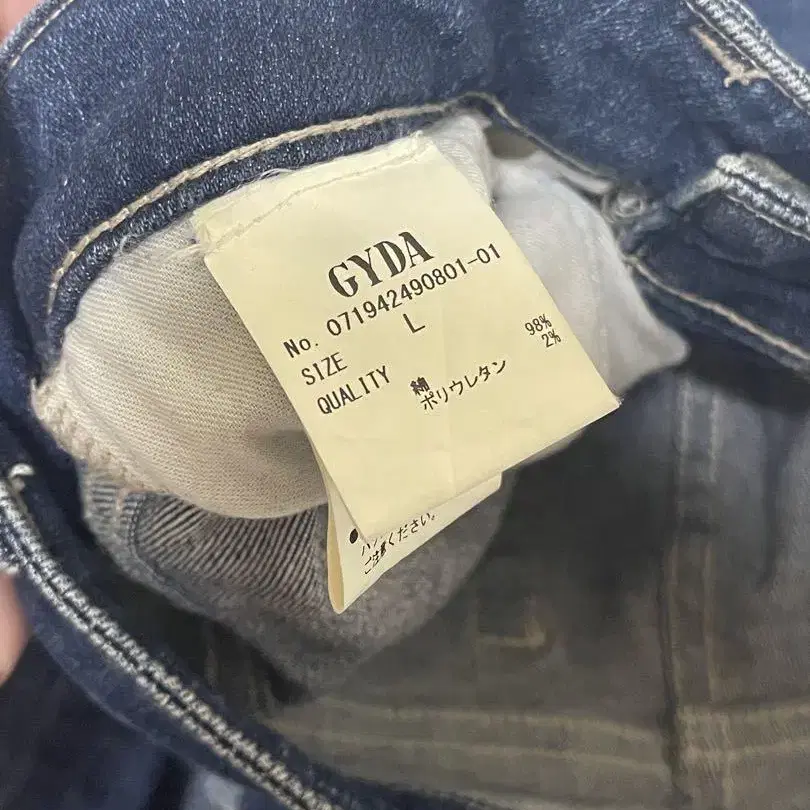 GYDA
No. 071942490801-01
SIZE L
QUALITY 綿 98%
ポリウレタン 2%
ご注意ください。